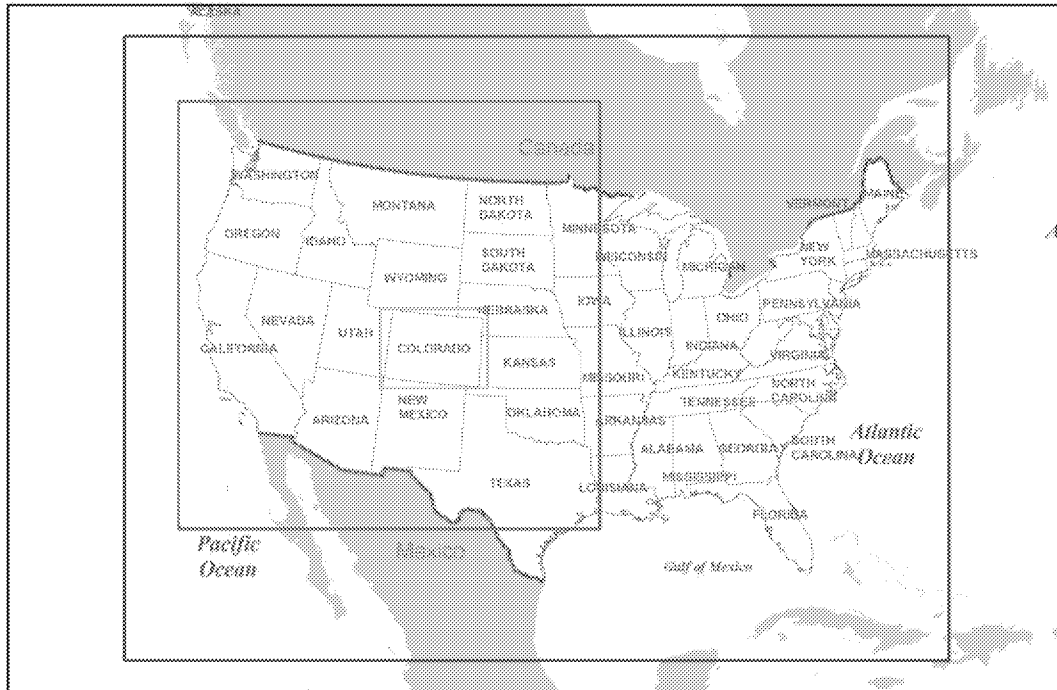 ALASKA
Canada
WASHINGTON
MONTANA
NORTH
DAKOTA
MINNESOTA
VERMONT
MAINE
OREGON
IDAHO
SOUTH
DAKOTA
WISCONSIN
MICHIGAN
NEW
YORK
MASSACHUSETTS
A
WYOMING
NEBRASKA
IOWA
PENNSYLVANIA
NEVADA
UTAH
COLORADO
ILLINOIS
OHIO
INDIANA
CALIFORNIA
KANSAS
MISSOURI
KENTUCKY
VIRGINIA
ARIZONA
NEW
MEXICO
OKLAHOMA
ARKANSAS
TENNESSEE
NORTH
CAROLINA
ALABAMA
GEORGIA
SOUTH
CAROLINA
Atlantic
Ocean
TEXAS
LOUISIANA
MISSISSIPPI
FLORIDA
Pacific
Ocean
Mexico
Gulf of Mexico